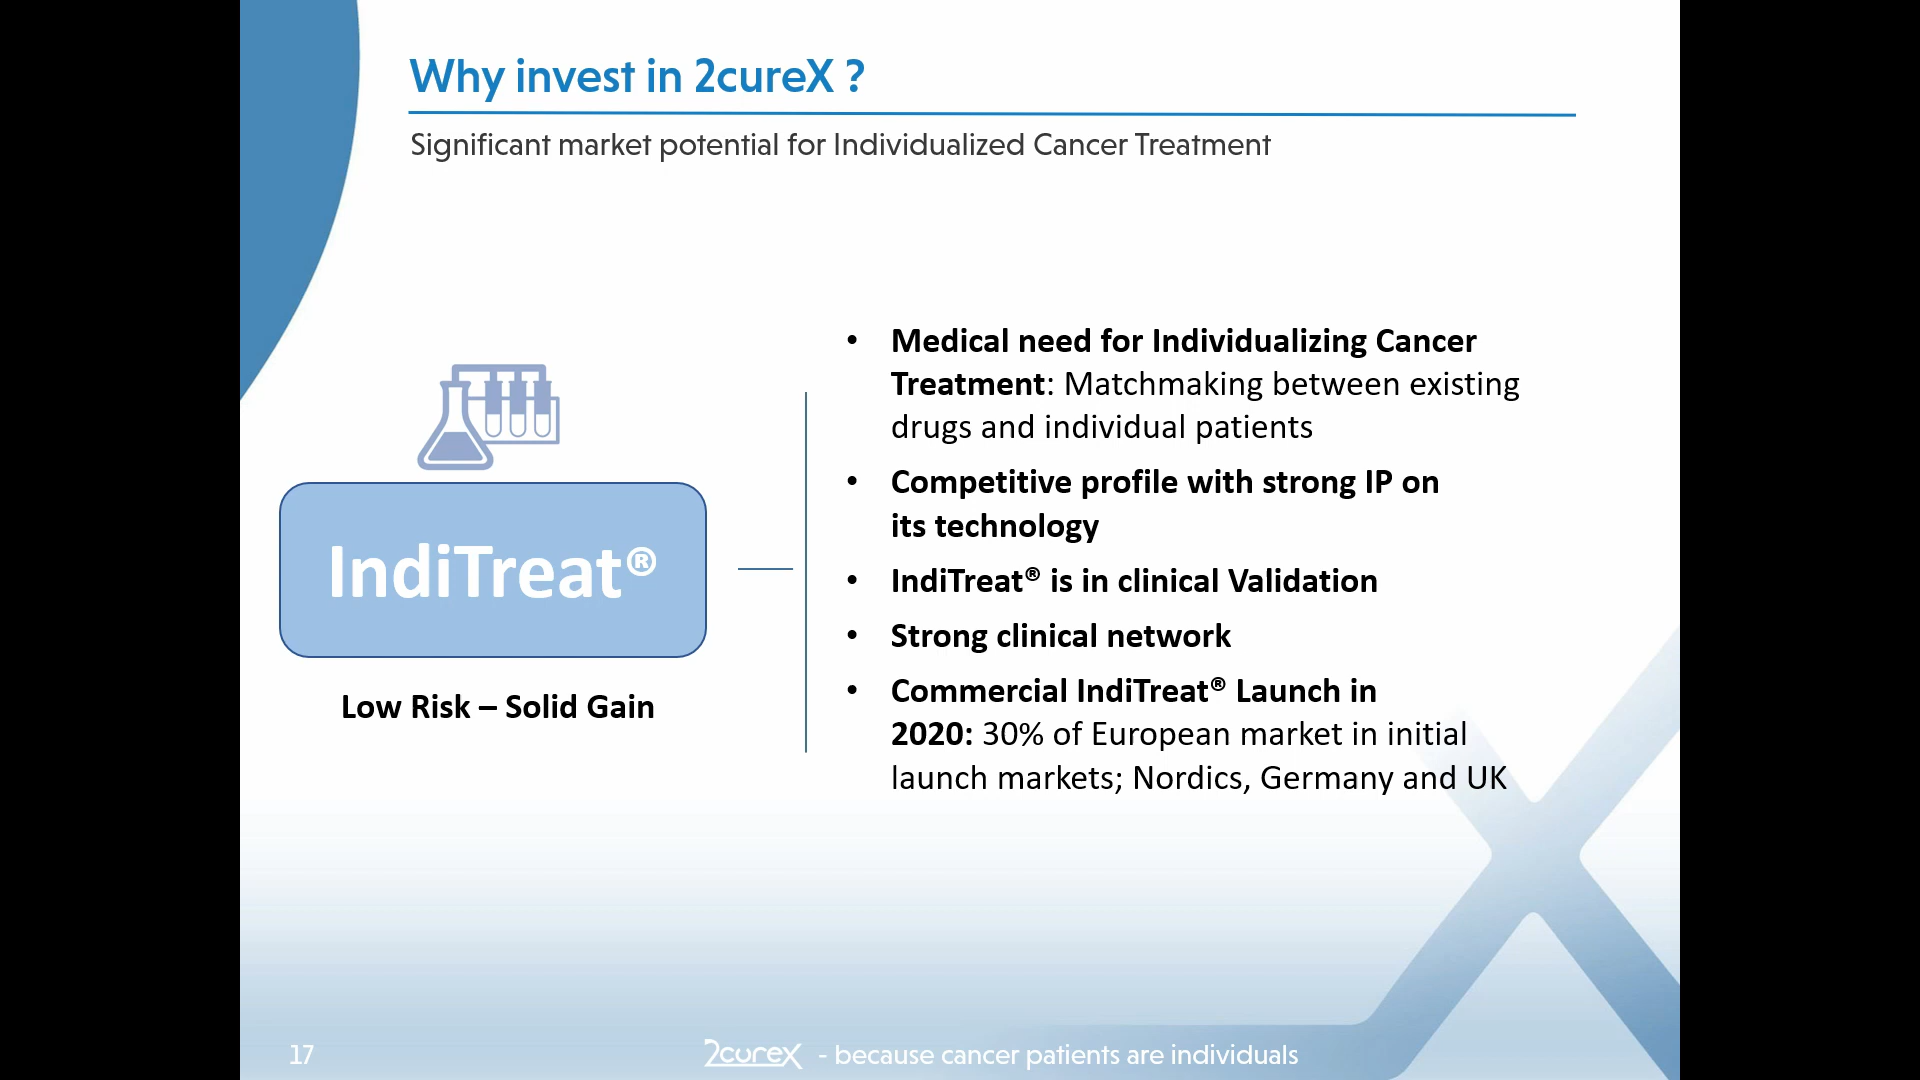 Why invest in 2cureX ?
Significant market potential for Individualized Cancer Treatment
IndiTreat®
Low Risk – Solid Gain
• Medical need for Individualizing Cancer
Treatment: Matchmaking between existing
drugs and individual patients
• Competitive profile with strong IP on
its technology
• IndiTreat® is in clinical Validation
• Strong clinical network
• Commercial IndiTreat® Launch in
2020: 30% of European market in initial
launch markets; Nordics, Germany and UK
17
2cureX - because cancer patients are individuals